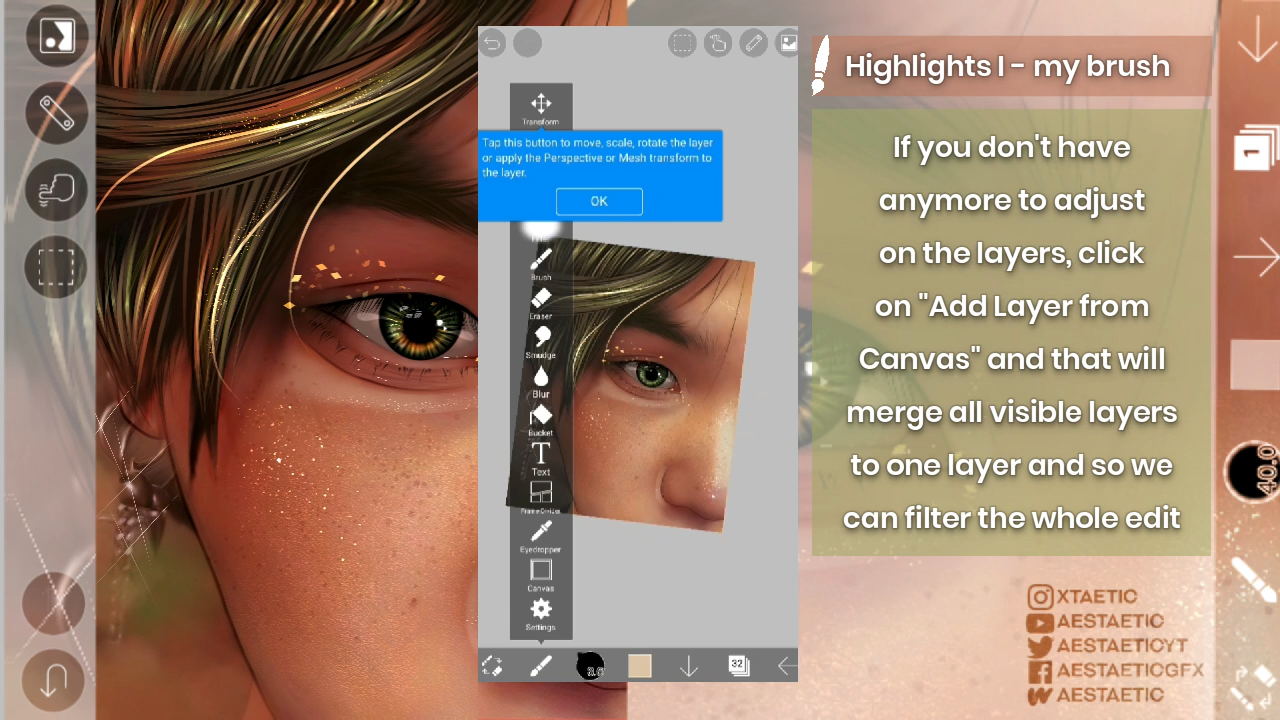 Transform
Tap this button to move, scale, rotate the layer
or apply the Perspective or Mesh transform to
the layer.
OK
Brush
Eraser
Smudge
Blur
Bucket
Text
Frame Divider
Eyedropper
Canvas
Settings
32
Highlights I - my brush
If you don't have
anymore to adjust
on the layers, click
on "Add Layer from
Canvas" and that will
merge all visible layers
to one layer and so we
can filter the whole edit
XTAETIC
AESTAETIC
AESTAETICYT
AESTAETICGFX
AESTAETIC
1
40.0